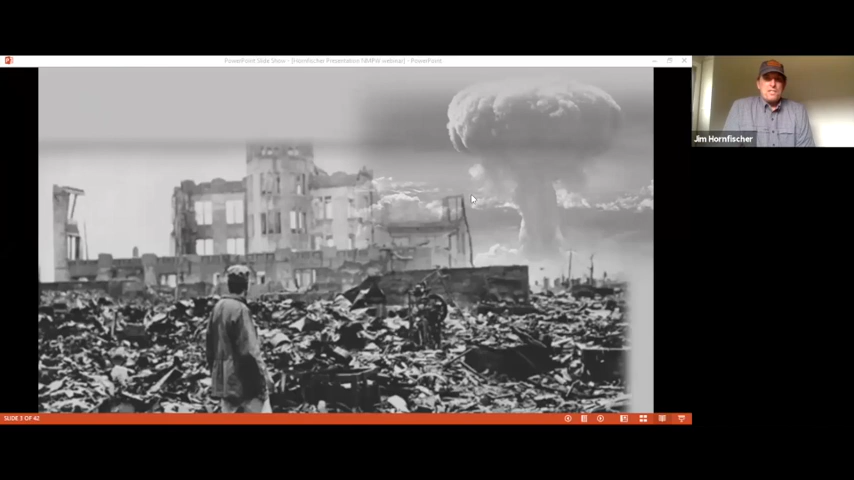 PowerPoint Slide Show - [Hornfischer Presentation NMPW webinar] - PowerPoint
Jim Hornfischer
SLIDE 3 OF 42